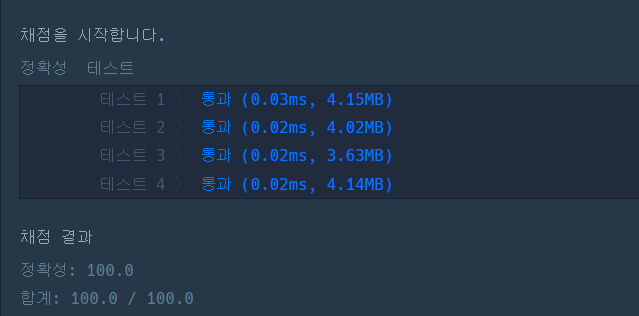 채점을 시작합니다.
정확성 테스트
테스트 1 〉 통과 (0.03ms, 4.15MB)
테스트 2 〉 통과 (0.02ms, 4.02MB)
테스트 3 〉 통과 (0.02ms, 3.63MB)
테스트 4 〉 통과 (0.02ms, 4.14MB)
채점 결과
정확성: 100.0
합계: 100.0 / 100.0